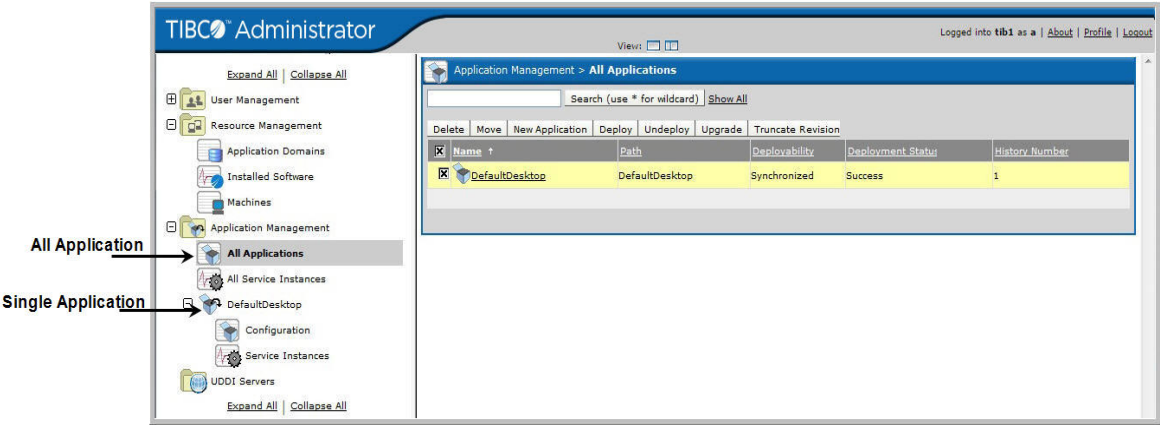 TIBCO™ Administrator
View:
Logged into tib1 as a | About | Profile | Logout
Expand All | Collapse All
User Management
Resource Management
Application Domains
Installed Software
Machines
Application Management
All Application
All Applications
All Service Instances
Single Application
DefaultDesktop
Configuration
Service Instances
UDDI Servers
Expand All | Collapse All
Application Management > All Applications
Search (use * for wildcard) Show All
Delete Move New Application Deploy Undeploy Upgrade Truncate Revision
Name ↑ Path Deployability Deployment Status History Number
DefaultDesktop DefaultDesktop Synchronized Success 1